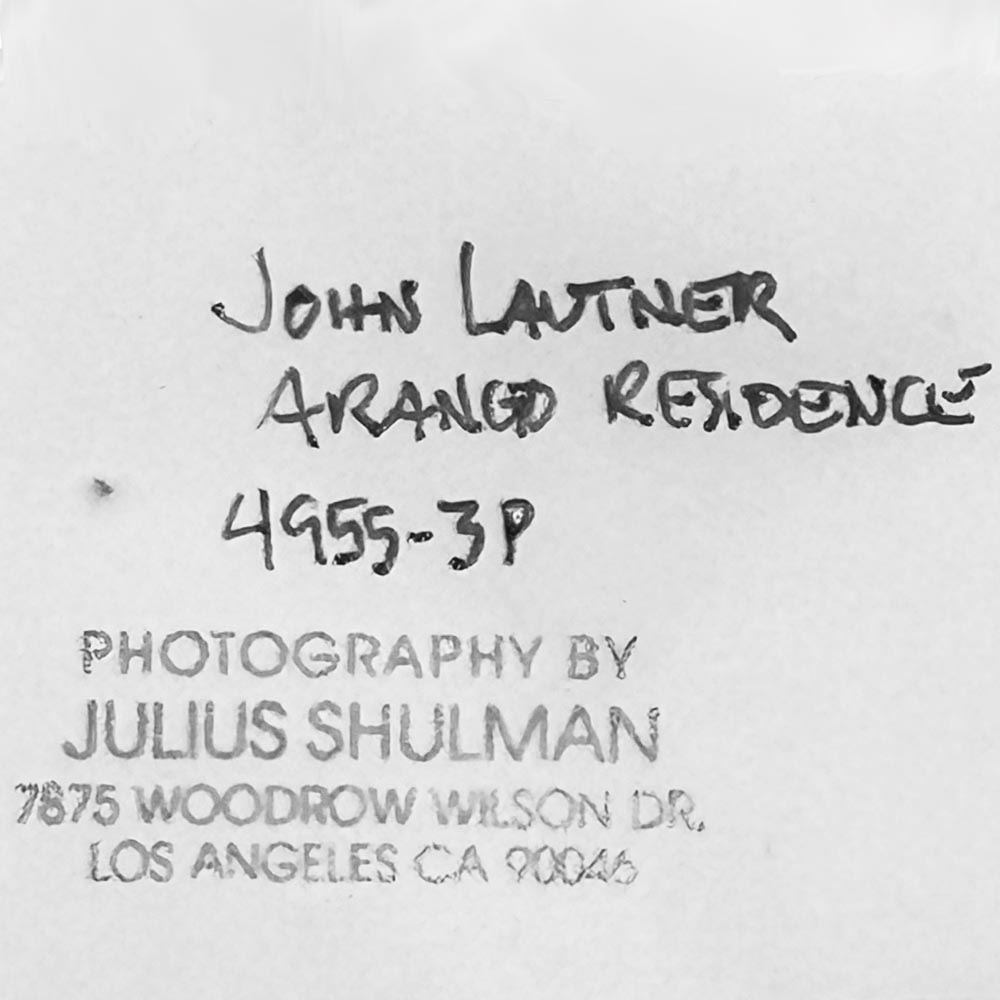 JOHN LAUTNER
ARANGO RESIDENCE
4955-3P
PHOTOGRAPHY BY
JULIUS SHULMAN
7875 WOODROW WILSON DR.
LOS ANGELES CA 90046